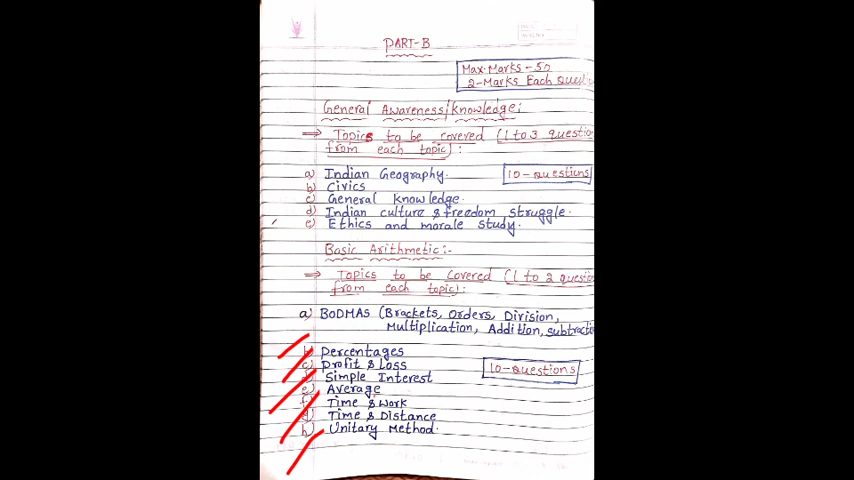 PART-B
Max. Marks - 50
2-Marks Each Questi
General Awareness/Knowledge:
⇒ Topics to be covered (1 to 3 questio
from each topic):
a) Indian Geography.
10-questions
b) Civics
c) General knowledge.
d) Indian culture & freedom struggle.
e) Ethics and morale study.
Basic Arithmetic:-
⇒ Topics to be covered (1 to 2 questio
from each topic):
a) BODMAS (Brackets, Orders, Division,
Multiplication, Addition, subtracti
b) Percentages
c) Profit & Loss
10-questions
d) Simple Interest
e) Average
f) Time & Work
g) Time & Distance
h) Unitary Method.